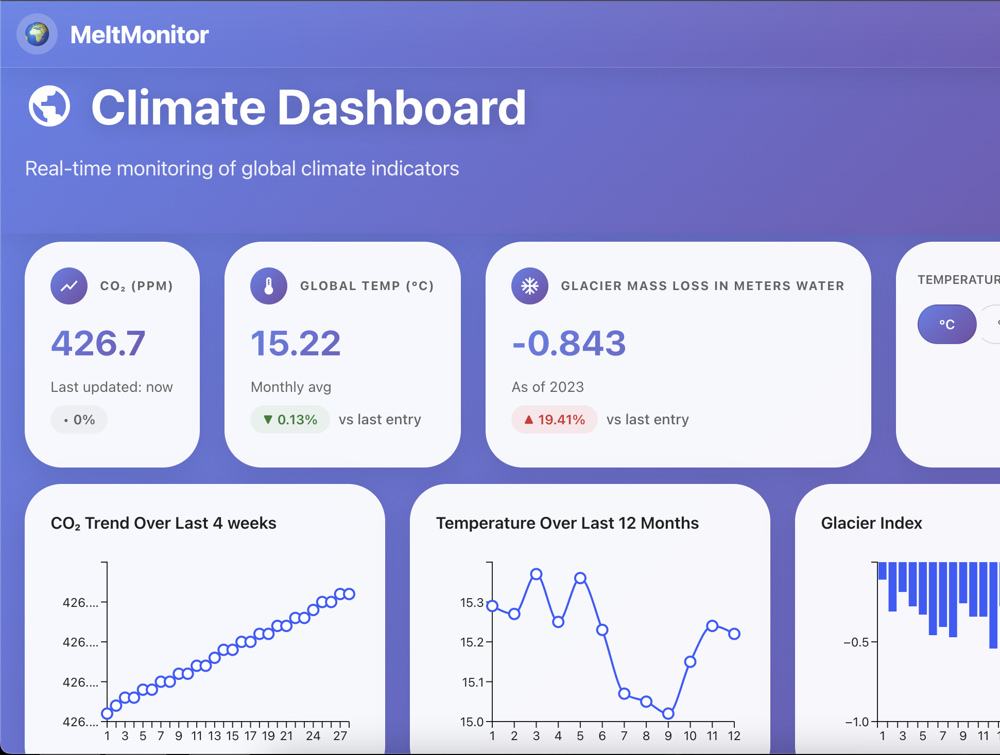 MeltMonitor
Climate Dashboard
Real-time monitoring of global climate indicators
CO₂ (PPM)
426.7
Last updated: now
• 0%
GLOBAL TEMP (°C)
15.22
Monthly avg
▼ 0.13% vs last entry
GLACIER MASS LOSS IN METERS WATER
-0.843
As of 2023
▲ 19.41% vs last entry
°C
CO₂ Trend Over Last 4 weeks
426....
426....
426....
426....
1 3 5 7 9 11 13 15 17 19 21 24 27
Temperature Over Last 12 Months
15.3
15.2
15.1
15.0
1 2 3 4 5 6 7 8 9 10 11 12
Glacier Index
−0.5
−1.0
1 3 5 7 9 11